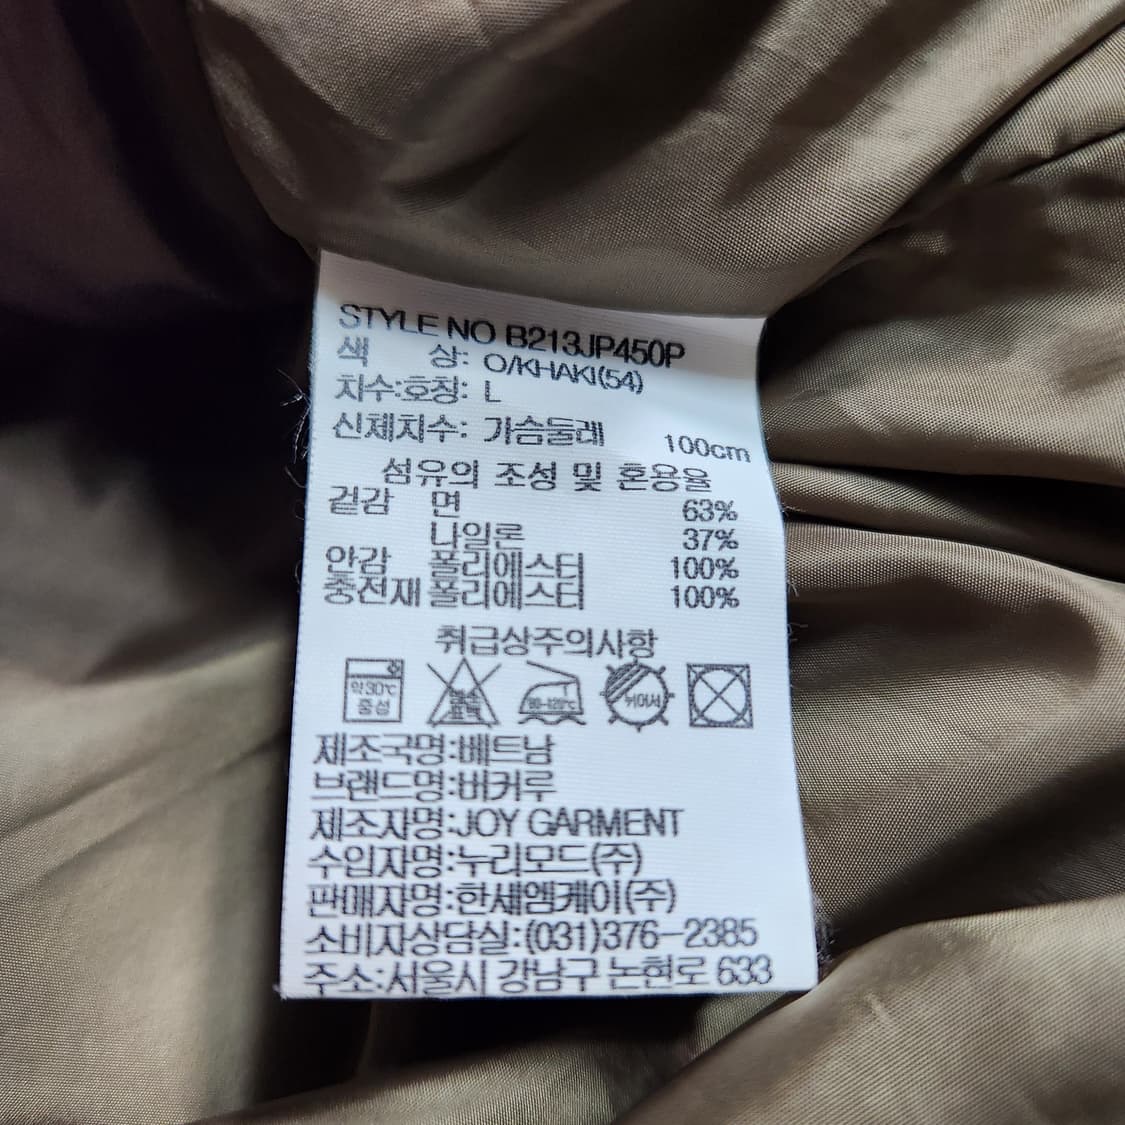 STYLE NO B213JP450P
색 상: O/KHAKI(54)
치수:호칭: L
신체치수: 가슴둘레 100cm
섬유의 조성 및 혼용율
겉감 면 63%
나일론 37%
안감 폴리에스터 100%
충전재 폴리에스터 100%
취급상주의사항
약30℃ 중성 80-120℃ 뉘어서
제조국명:베트남
브랜드명:버커루
제조자명:JOY GARMENT
수입자명:누리모드(주)
판매자명:한세엠케이(주)
소비자상담실:(031)376-2385
주소:서울시 강남구 논현로 633